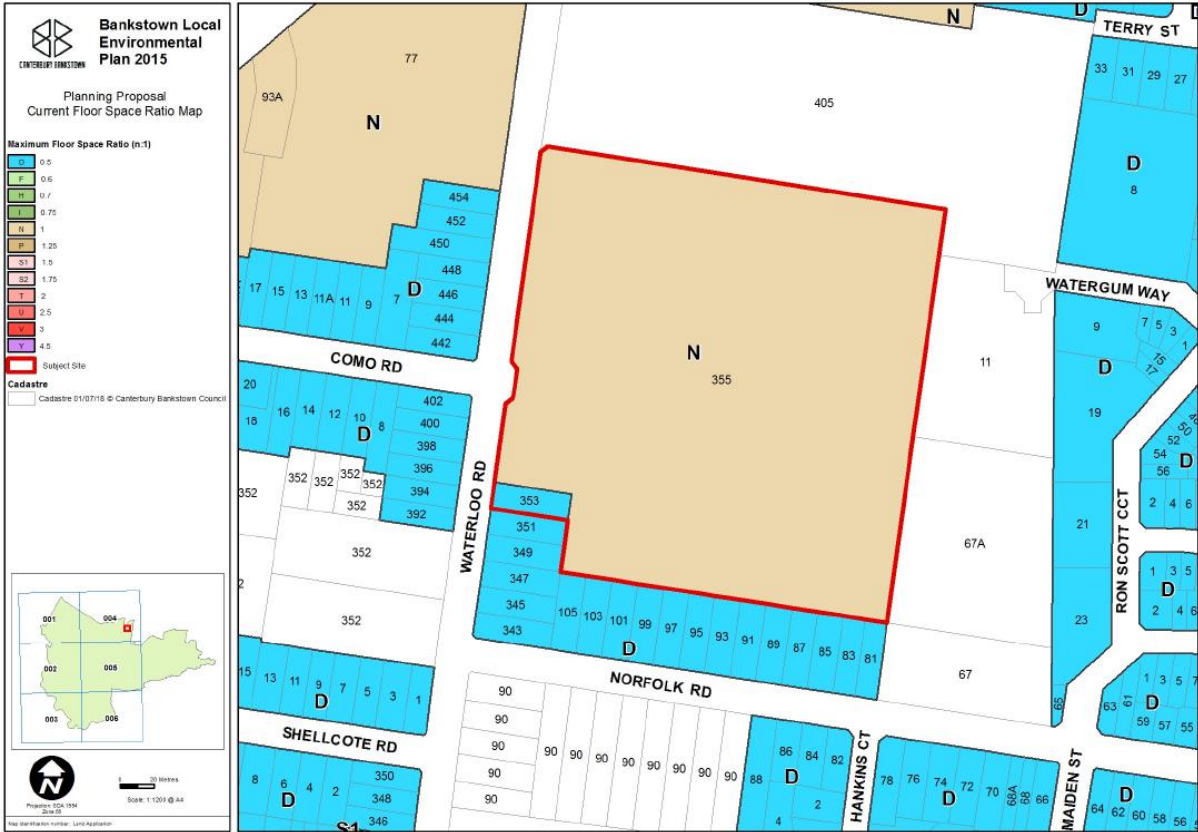 Bankstown Local
Environmental
Plan 2015
CANTERBURY BANKSTOWN
Planning Proposal
Current Floor Space Ratio Map
Maximum Floor Space Ratio (n:1)
D 0.5
F 0.6
H 0.7
I 0.75
N 1
P 1.25
S1 1.5
S2 1.75
T 2
U 2.5
V 3
Y 4.5
Subject Site
Cadastre
Cadastre 01/07/18 © Canterbury Bankstown Council
001
004
002
005
003
006
N
20 Metres
Scale: 1:1200 @ A4
Projection: GDA 1994
Map Identification number: Land Application
77
93A
N
N
D
TERRY ST
33 31 29 27
405
D
8
454
452
450
448
446
444
442
17 15 13 11A 11 9 7
D
COMO RD
WATERGUM WAY
9
7 5 3 1
15
17
D
19
11
N
355
20
18
16 14 12 10 8
D
402
400
398
396
394
392
352 352 352 352
352
352
352
352
WATERLOO RD
353
351
349
347
345
343
105 103 101 99 97 95 93 91 89 87 85 83 81
D
67A
67
21
23
65
RON SCOTT CCT
50
52
54
56
D
2 4 6
1 3 5
D
2 4 6
1 3 5 7
D
63 61 59 57 55
NORFOLK RD
15 13 11 9 7 5 3 1
D
SHELLCOTE RD
8 6 4 2
D
350
348
346
S1
90
90
90
90
90
90 90 90 90 90 90 90 90
88
86 84 82
D
2
4
HANKINS CT
78 76 74 72 70 68A 68 66
D
MAIDEN ST
D
64 62 60 58 56